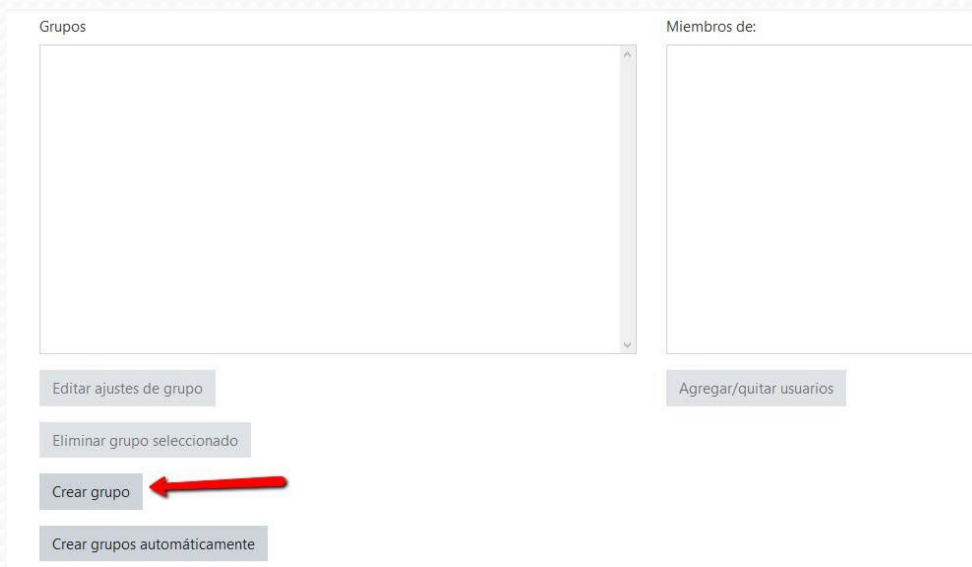 Grupos
Miembros de:
Editar ajustes de grupo
Agregar/quitar usuarios
Eliminar grupo seleccionado
Crear grupo
Crear grupos automáticamente